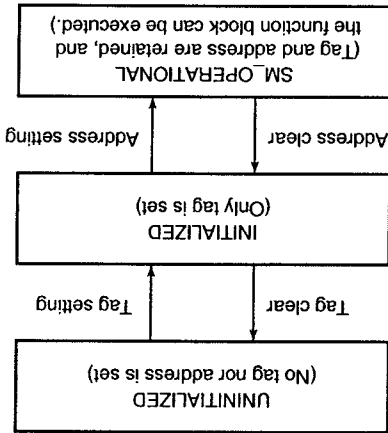 UNINITIALIZED
(No tag nor address is set)
Tag clear
Tag setting
INITIALIZED
(Only tag is set)
Address clear
Address setting
SM_OPERATIONAL
(Tag and address are retained, and
the function block can be executed).